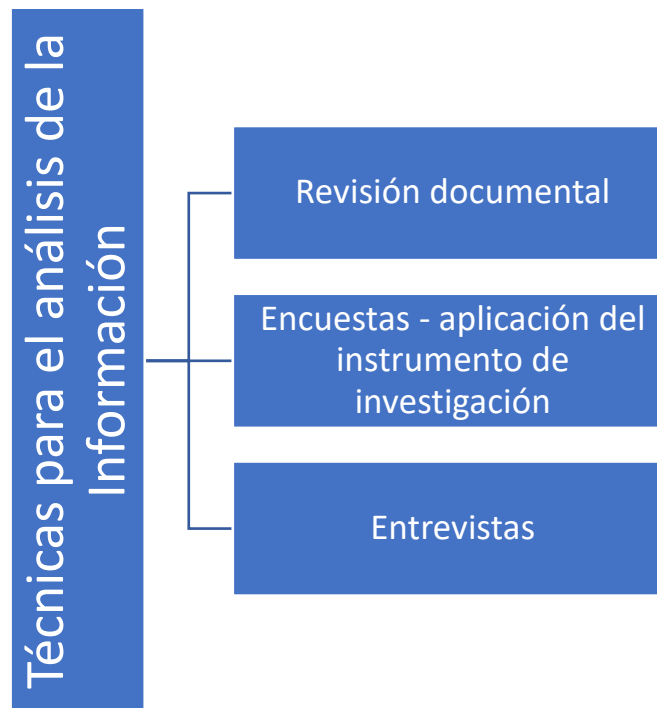 Técnicas para el análisis de la
Información
Revisión documental
Encuestas - aplicación del
instrumento de
investigación
Entrevistas